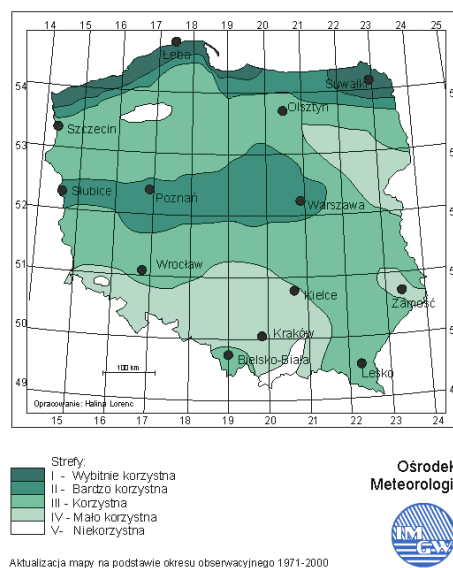 14 15 16 17 18 19 20 21 22 23 24
54
53
52
51
50
49
Łeba
Suwałki
Olsztyn
Szczecin
Słubice
Poznań
Warszawa
Wrocław
Kielce
Zamość
Kraków
Bielsko-Biała
Lesko
100 km
Opracowanie: Halina Lorenc
15 16 17 18 19 20 21 22 23 24 25
Strefy:
I - Wybitnie korzystna
II - Bardzo korzystna
III - Korzystna
IV - Mało korzystna
V- Niekorzystna
Ośrodek
Meteorologi
IM
GW
Aktualizacja mapy na podstawie okresu obserwacyjnego 1971-2000